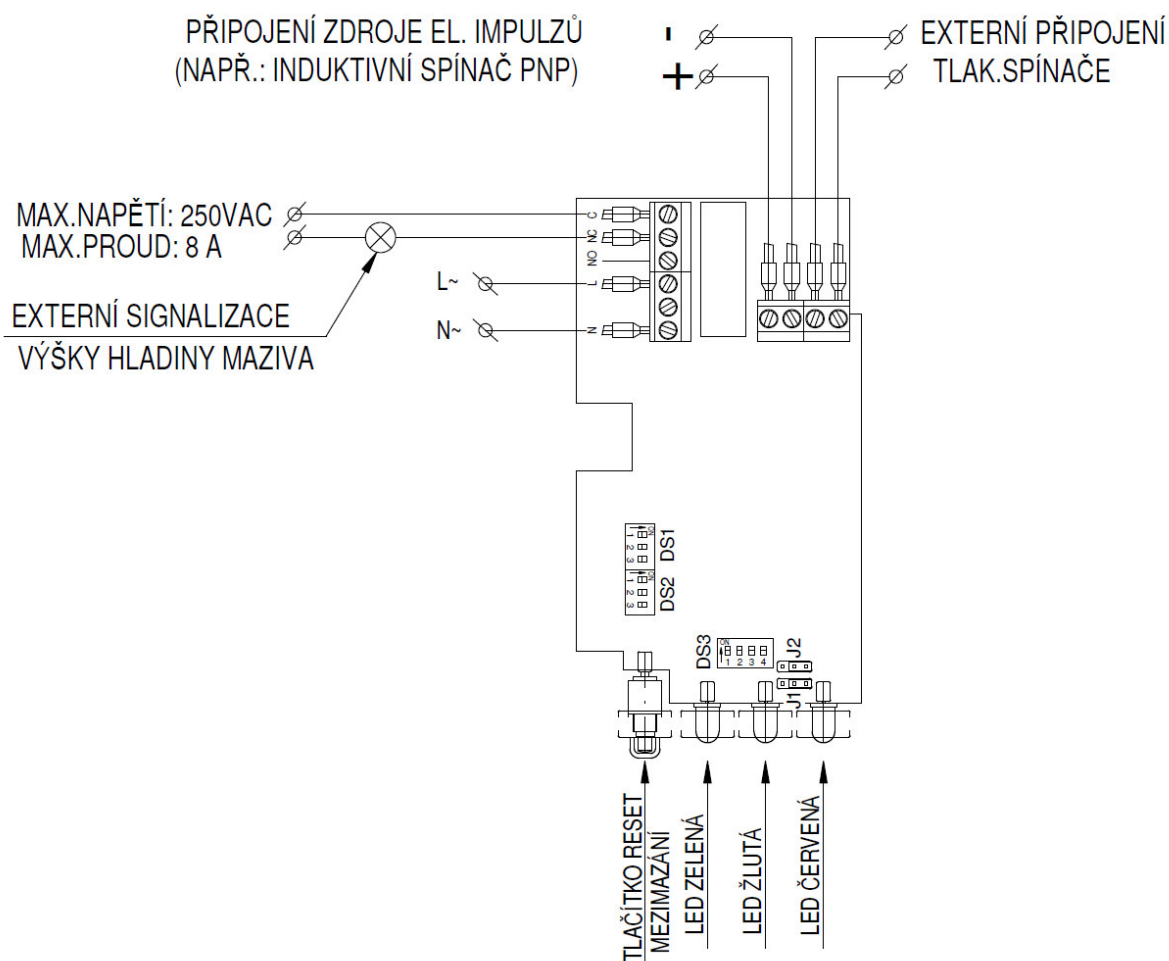 PŘIPOJENÍ ZDROJE EL. IMPULZŮ
(NAPŘ.: INDUKTIVNÍ SPÍNAČ PNP)
-
+
EXTERNÍ PŘIPOJENÍ
TLAK.SPÍNAČE
MAX.NAPĚTÍ: 250VAC
MAX.PROUD: 8 A
EXTERNÍ SIGNALIZACE
VÝŠKY HLADINY MAZIVA
L~
N~
C
NC
NO
L
N
ON
1
2
3
DS1
ON
1
2
3
DS2
DS3
ON
1 2 3 4
J2
J1
TLAČÍTKO RESET
MEZIMAZÁNÍ
LED ZELENÁ
LED ŽLUTÁ
LED ČERVENÁ